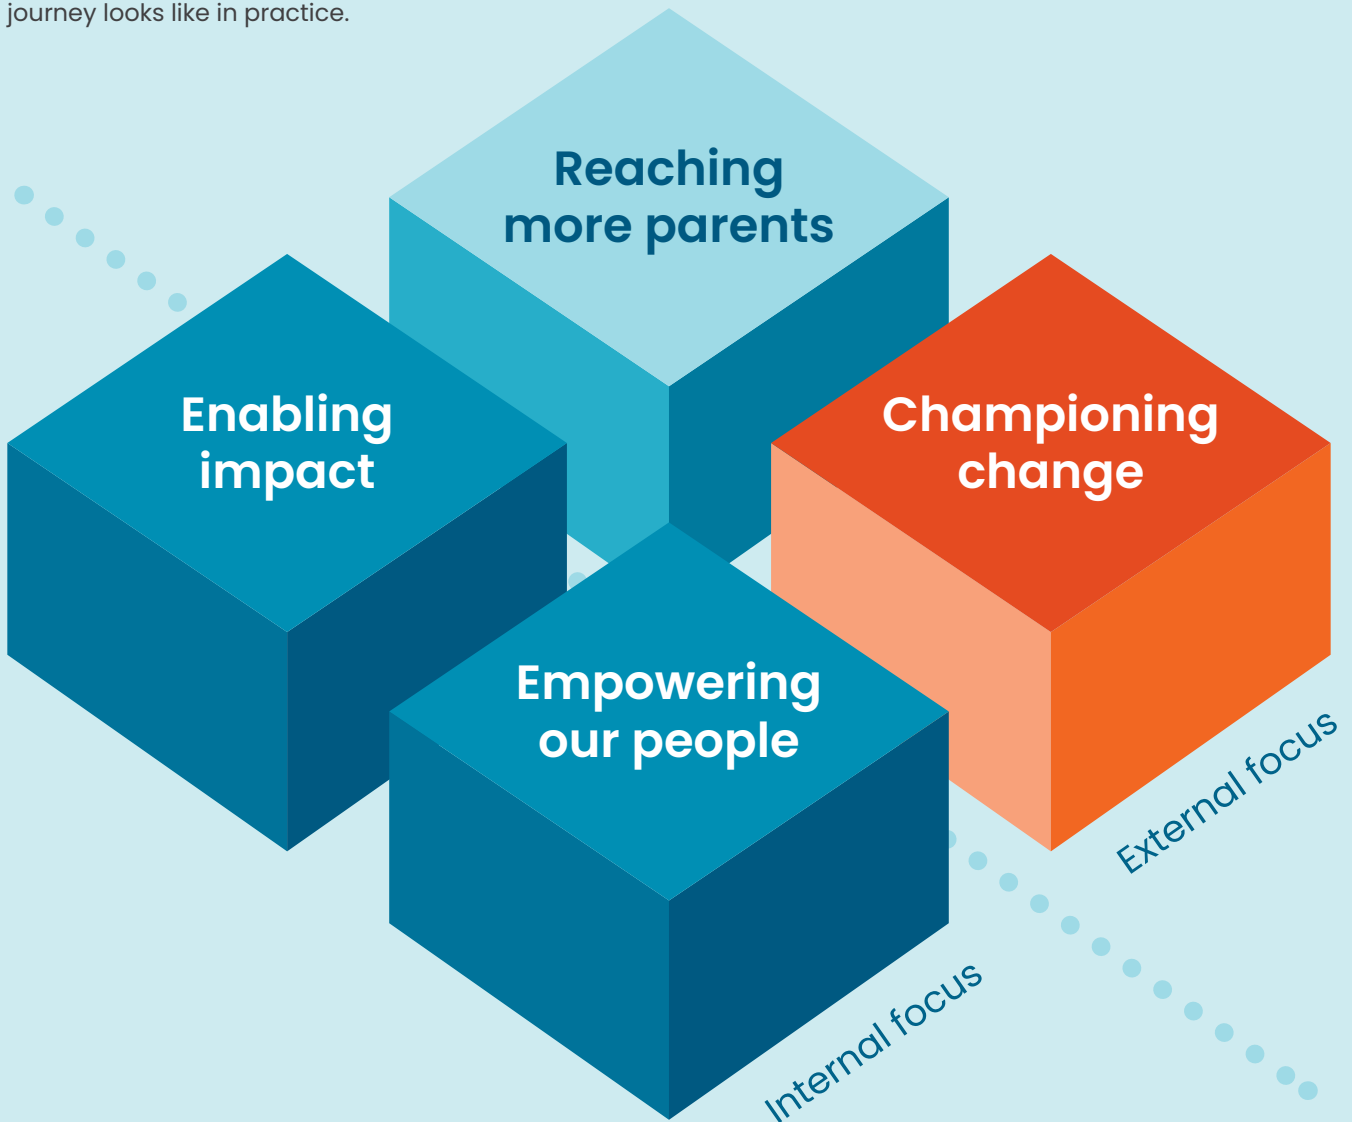 journey looks like in practice.
Reaching
more parents
Enabling
impact
Championing
change
Empowering
our people
External focus
Internal focus